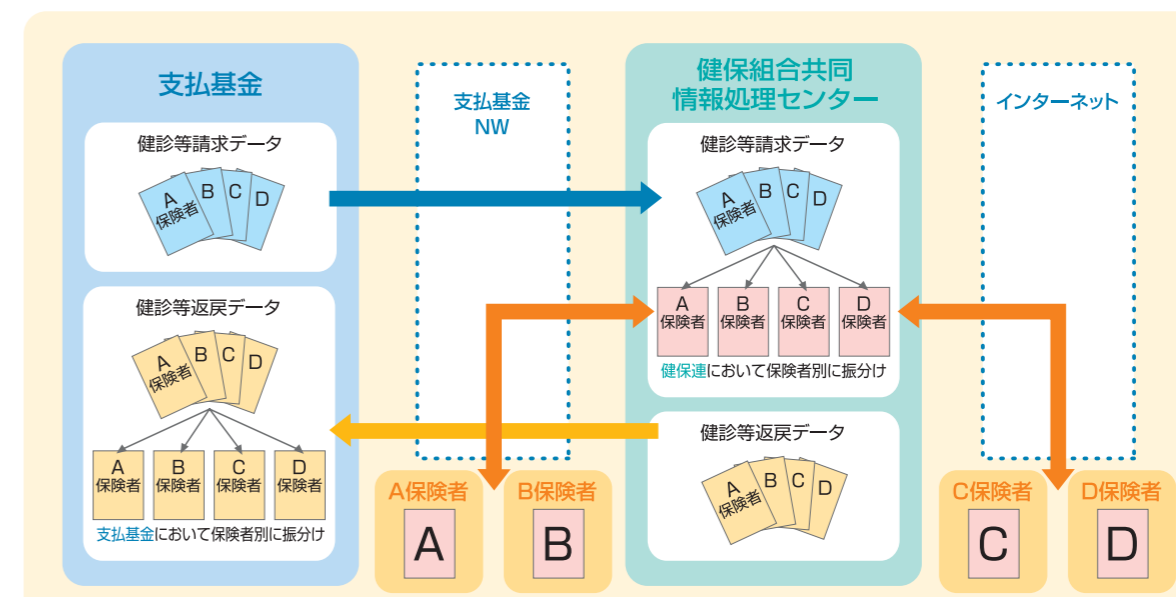 支払基金
健診等請求データ
A
保険者
B
C
D
健診等返戻データ
A
保険者
B
C
D
A
保険者
B
保険者
C
保険者
D
保険者
支払基金において保険者別に振分け
支払基金
NW
A保険者
A
B保険者
B
健保組合共同
情報処理センター
健診等請求データ
A
保険者
B
C
D
A
保険者
B
保険者
C
保険者
D
保険者
健保連において保険者別に振分け
健診等返戻データ
A
保険者
B
C
D
インターネット
C保険者
C
D保険者
D